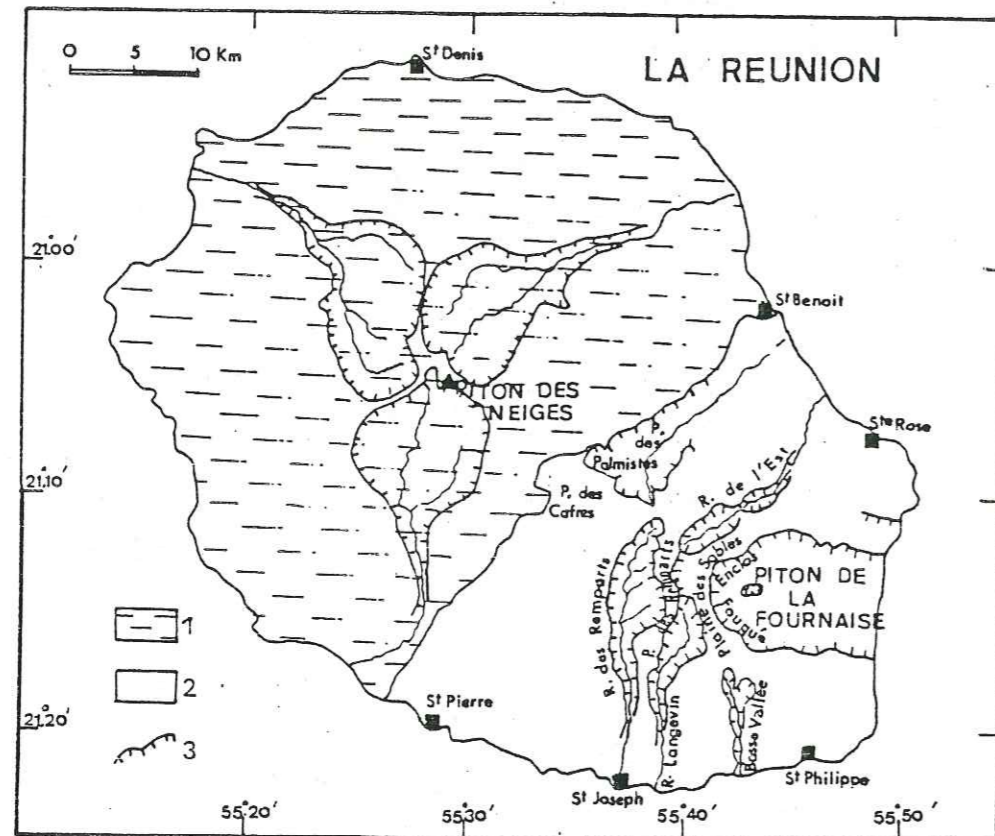 0 5 10 Km
St Denis
LA REUNION
21°00'
St Benoit
PITON DES
NEIGES
Ste Rose
P.
des
Palmistes
21°10'
P. des
Cafres
R. de l'Est
Plaine des Sables
Enclos
Fouqué
PITON DE
LA
FOURNAISE
R. des Remparts
P. des Remparts
1
2
3
St Pierre
21°20'
R. Langevin
Basse Vallée
St Joseph
St Philippe
55°20'
55°30'
55°40'
55°50'